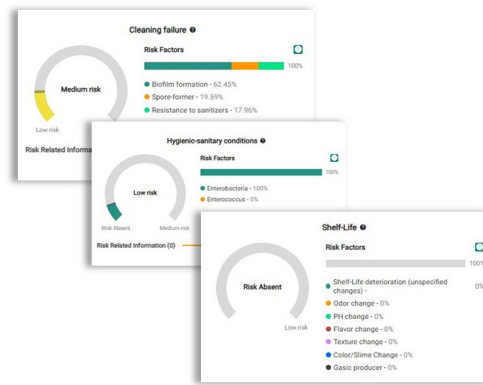 Cleaning failure ?
Risk Factors
100%
Medium risk
Biofilm formation - 62.45%
Spore-former - 19.59%
Resistance to sanitizers - 17.96%
Low risk
Risk Related Informa
Hygienic-sanitary conditions ?
Risk Factors
100%
Low risk
Enterobacteria - 100%
Enterococcus - 0%
Risk Absent
Medium risk
Risk Related Information (0)
Shelf-Life ?
Risk Factors
100%
Shelf-Life deterioration (unspecified
changes) -
0%
Risk Absent
Odor change - 0%
PH change - 0%
Flavor change - 0%
Low risk
Texture change - 0%
Color/Slime Change - 0%
Gasic producer - 0%